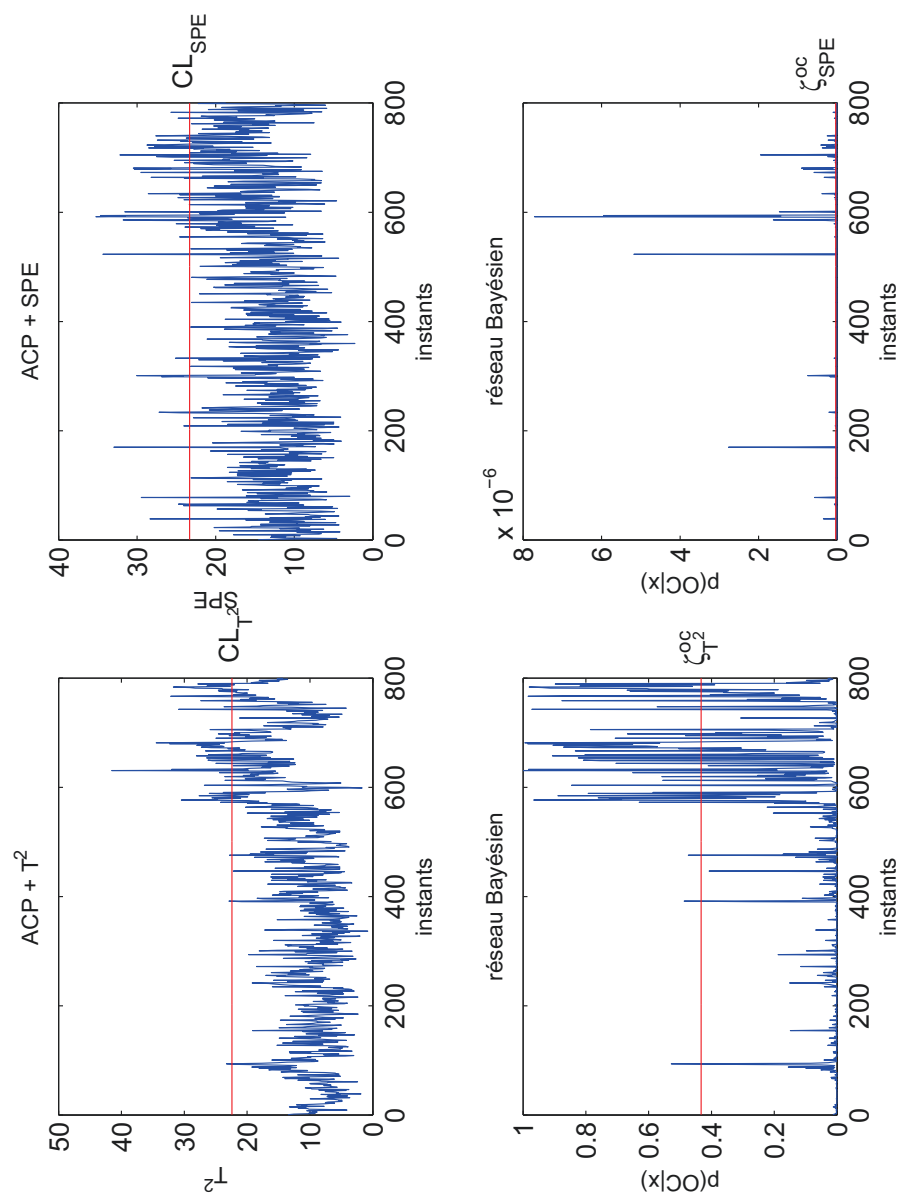 ACP + T²
50
40
30
20
10
0
T²
CL_T²
0 200 400 600 800
instants
ACP + SPE
40
30
20
10
0
SPE
CL_SPE
0 200 400 600 800
instants
réseau Bayésien
1
0.8
0.6
0.4
0.2
0
p(OC|x)
ζ^oc_T²
0 200 400 600 800
instants
x 10⁻⁶
réseau Bayésien
8
6
4
2
0
p(OC|x)
ζ^oc_SPE
0 200 400 600 800
instants